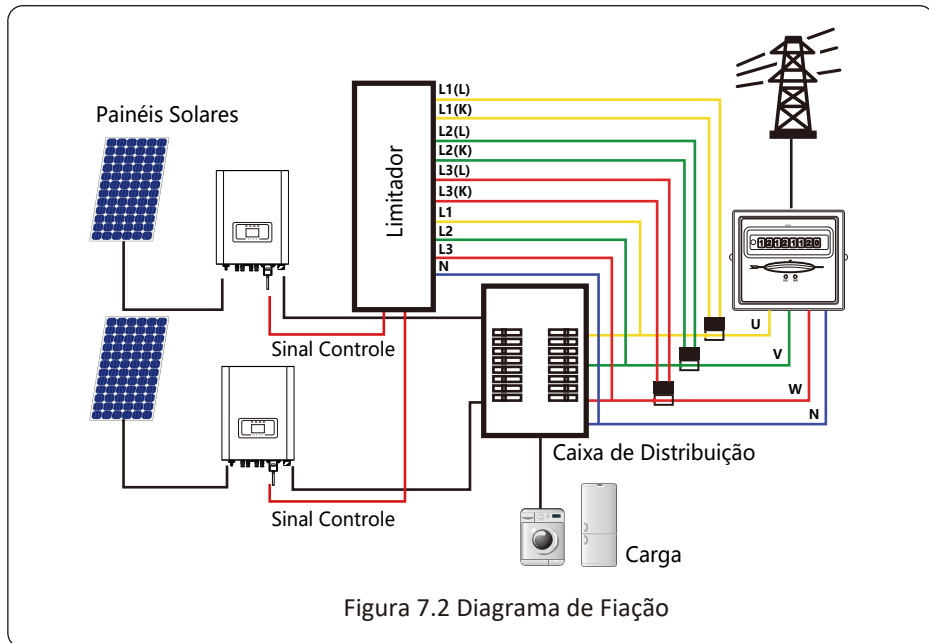 Painéis Solares
Limitador
L1(L)
L1(K)
L2(L)
L2(K)
L3(L)
L3(K)
L1
L2
L3
N
12121120
U
V
W
N
Sinal Controle
Sinal Controle
Caixa de Distribuição
Carga
Figura 7.2 Diagrama de Fiação